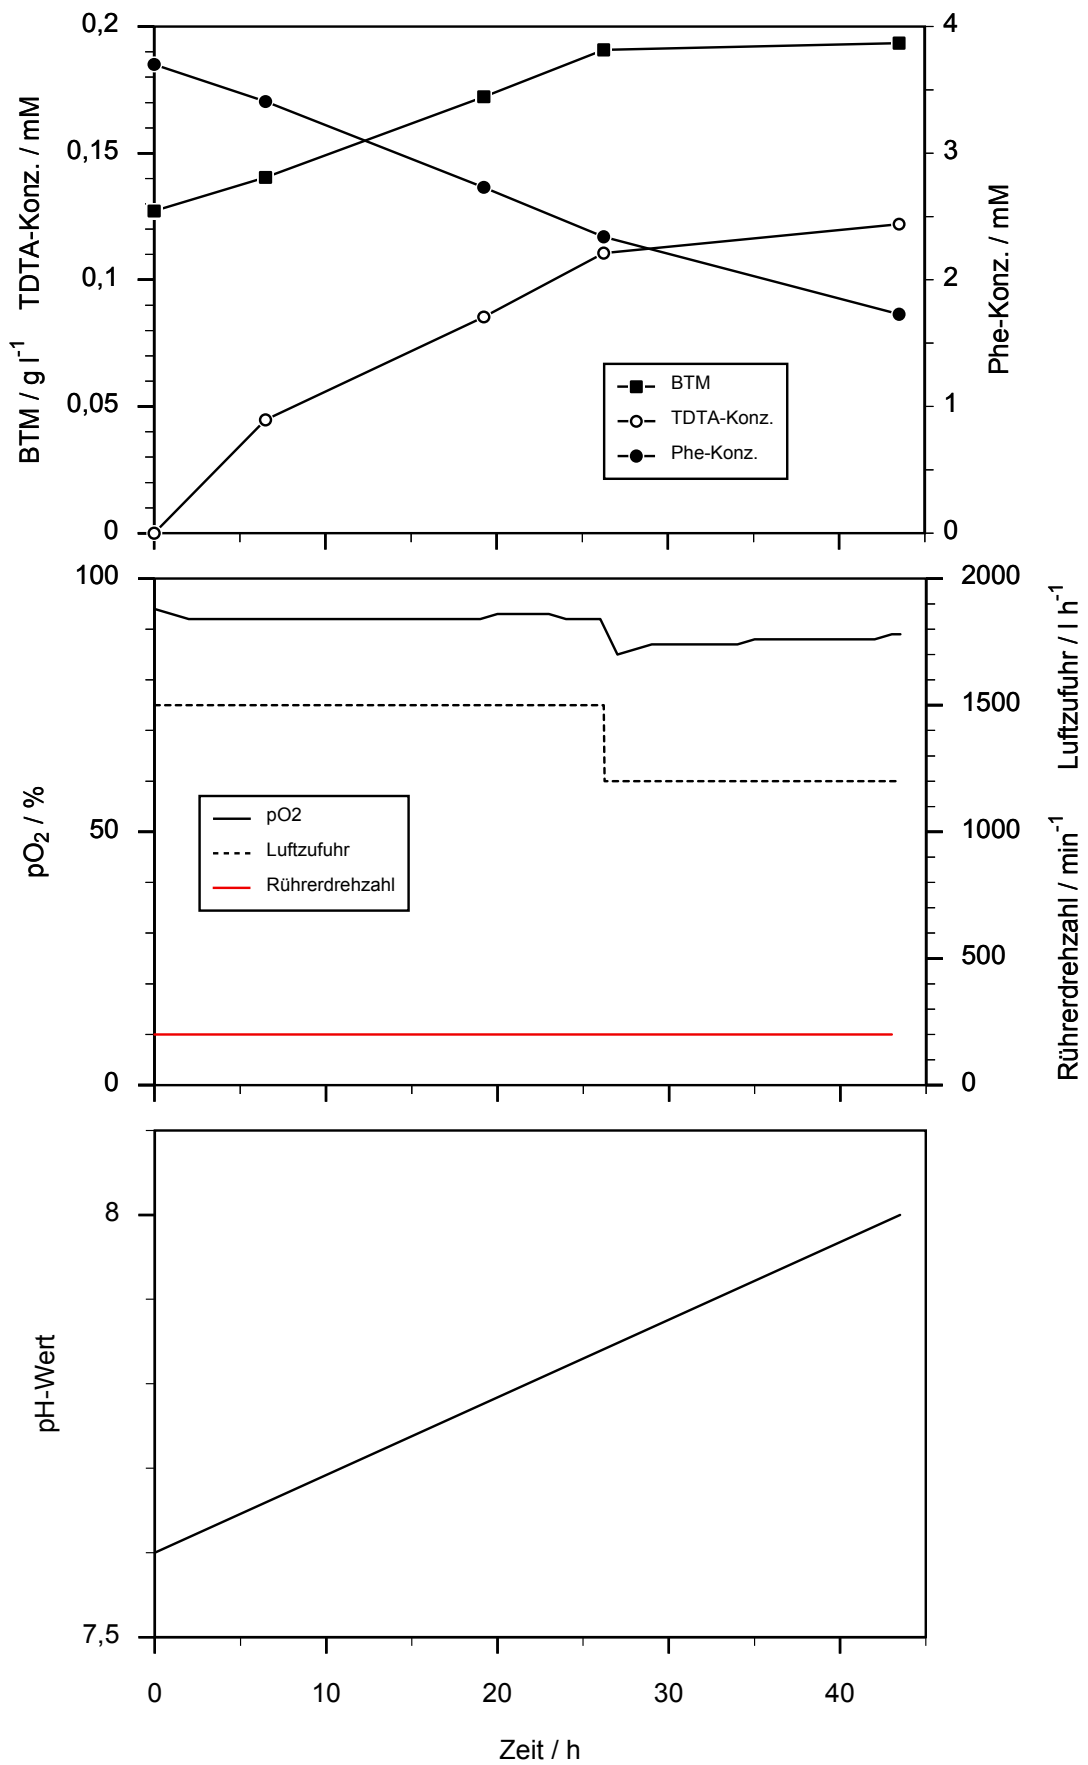 0,2
0,15
0,1
0,05
0
BTM / g l⁻¹ TDTA-Konz. / mM
4
3
2
1
0
Phe-Konz. / mM
BTM
TDTA-Konz.
Phe-Konz.
100
50
0
pO₂ / %
2000
1500
1000
500
0
Rührerdrehzahl / min⁻¹ Luftzufuhr / l h⁻¹
pO2
Luftzufuhr
Rührerdrehzahl
8
7,5
pH-Wert
0 10 20 30 40
Zeit / h